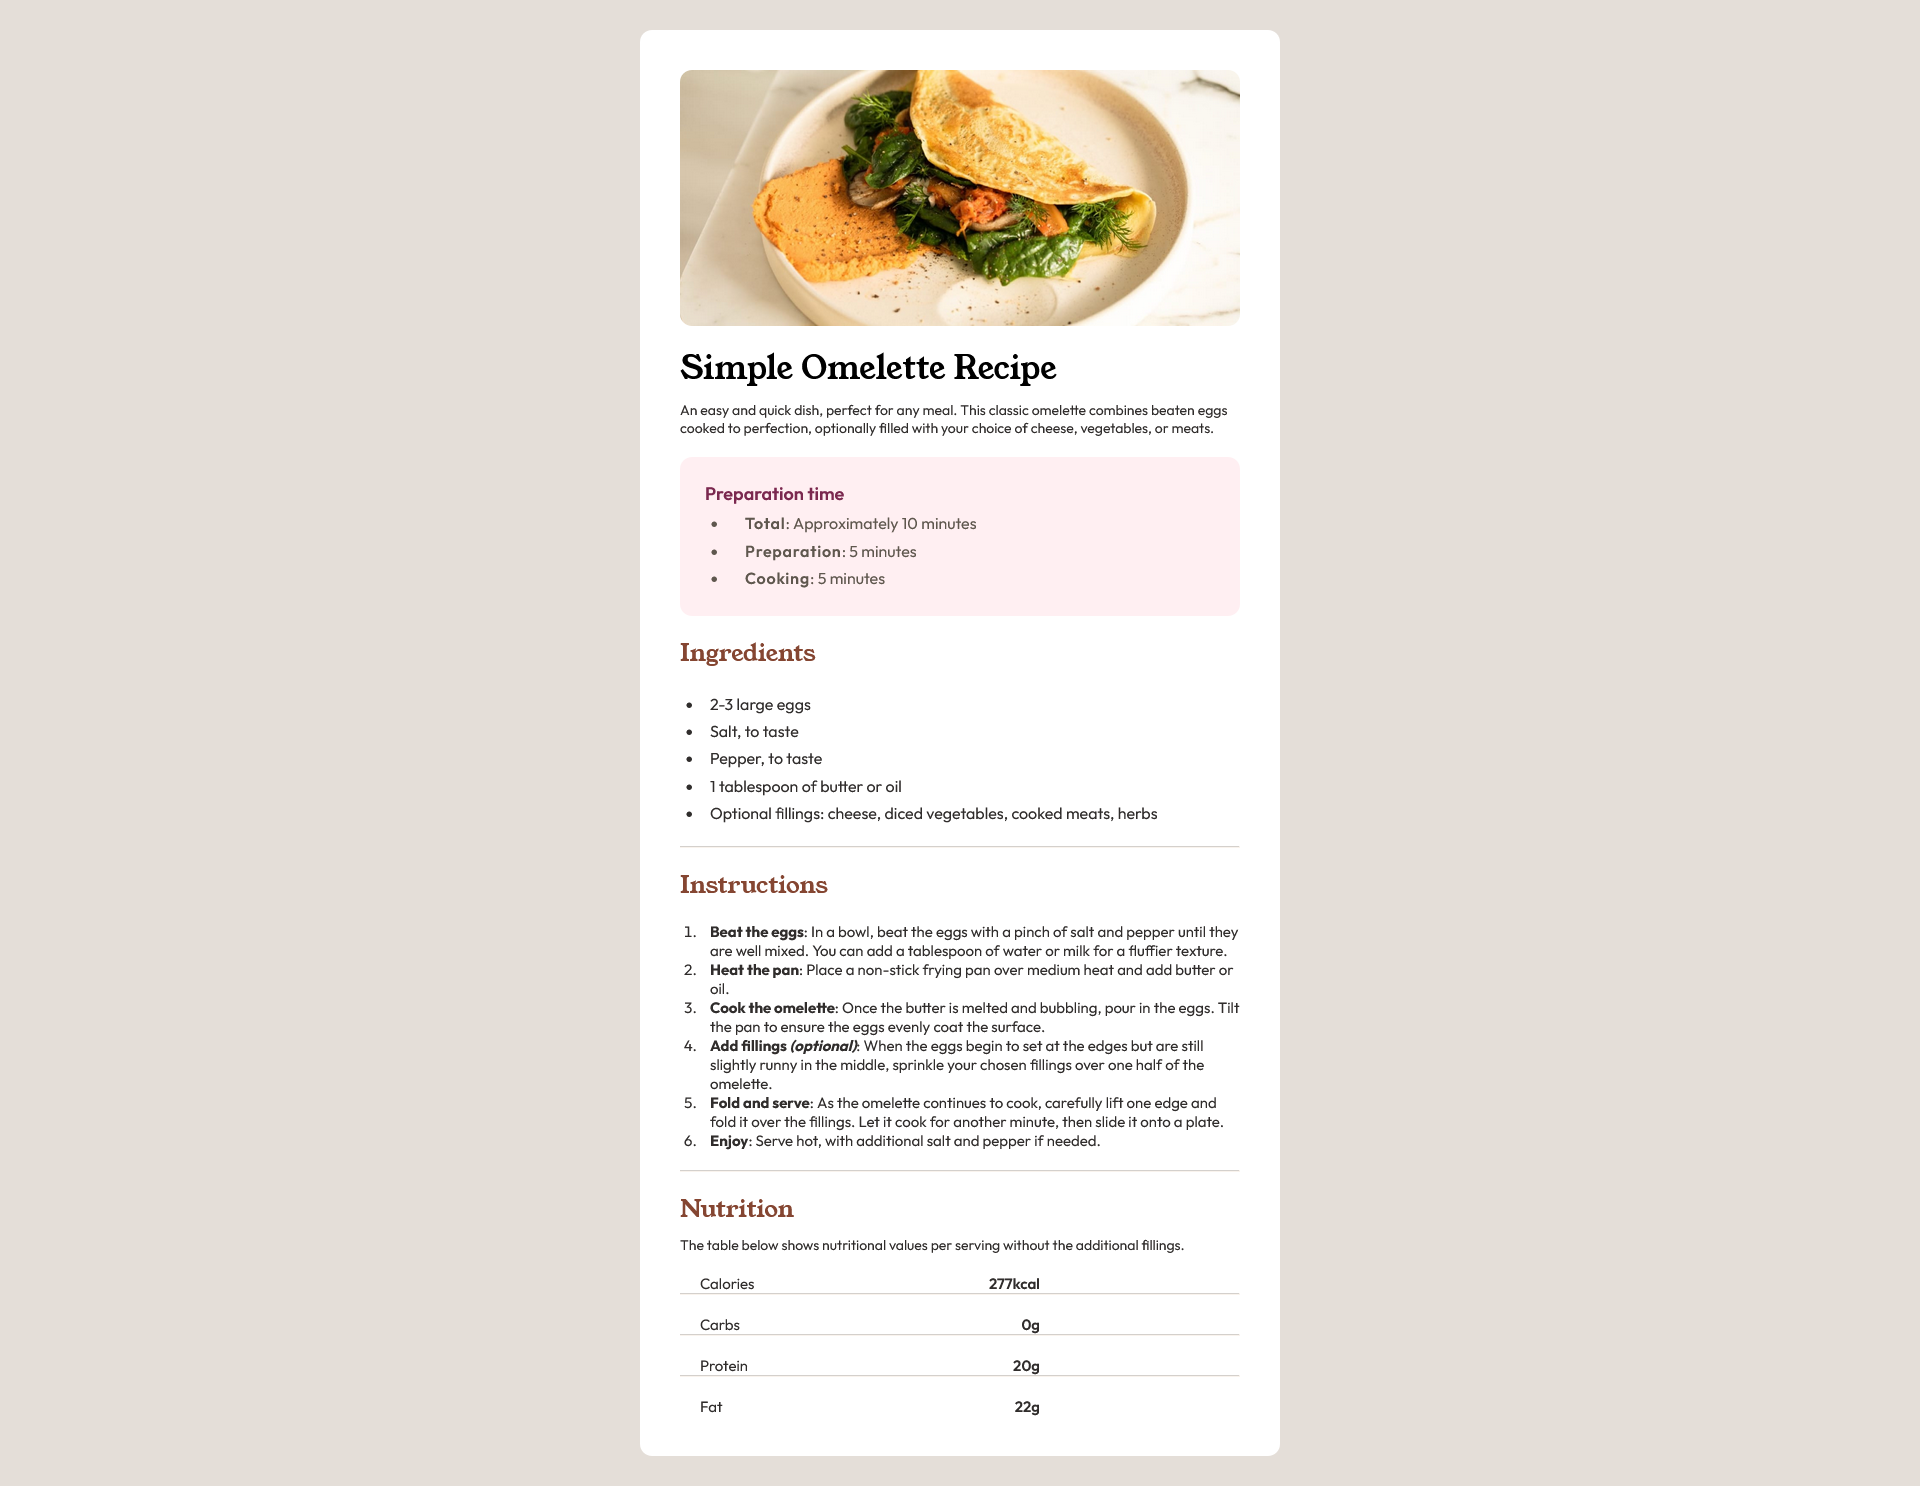 Simple Omelette Recipe
An easy and quick dish, perfect for any meal. This classic omelette combines beaten eggs
cooked to perfection, optionally filled with your choice of cheese, vegetables, or meats.
Preparation time
• Total: Approximately 10 minutes
• Preparation: 5 minutes
• Cooking: 5 minutes
Ingredients
• 2-3 large eggs
• Salt, to taste
• Pepper, to taste
• 1 tablespoon of butter or oil
• Optional fillings: cheese, diced vegetables, cooked meats, herbs
Instructions
1. Beat the eggs: In a bowl, beat the eggs with a pinch of salt and pepper until they
are well mixed. You can add a tablespoon of water or milk for a fluffier texture.
2. Heat the pan: Place a non-stick frying pan over medium heat and add butter or
oil.
3. Cook the omelette: Once the butter is melted and bubbling, pour in the eggs. Tilt
the pan to ensure the eggs evenly coat the surface.
4. Add fillings (optional): When the eggs begin to set at the edges but are still
slightly runny in the middle, sprinkle your chosen fillings over one half of the
omelette.
5. Fold and serve: As the omelette continues to cook, carefully lift one edge and
fold it over the fillings. Let it cook for another minute, then slide it onto a plate.
6. Enjoy: Serve hot, with additional salt and pepper if needed.
Nutrition
The table below shows nutritional values per serving without the additional fillings.
Calories 277kcal
Carbs 0g
Protein 20g
Fat 22g